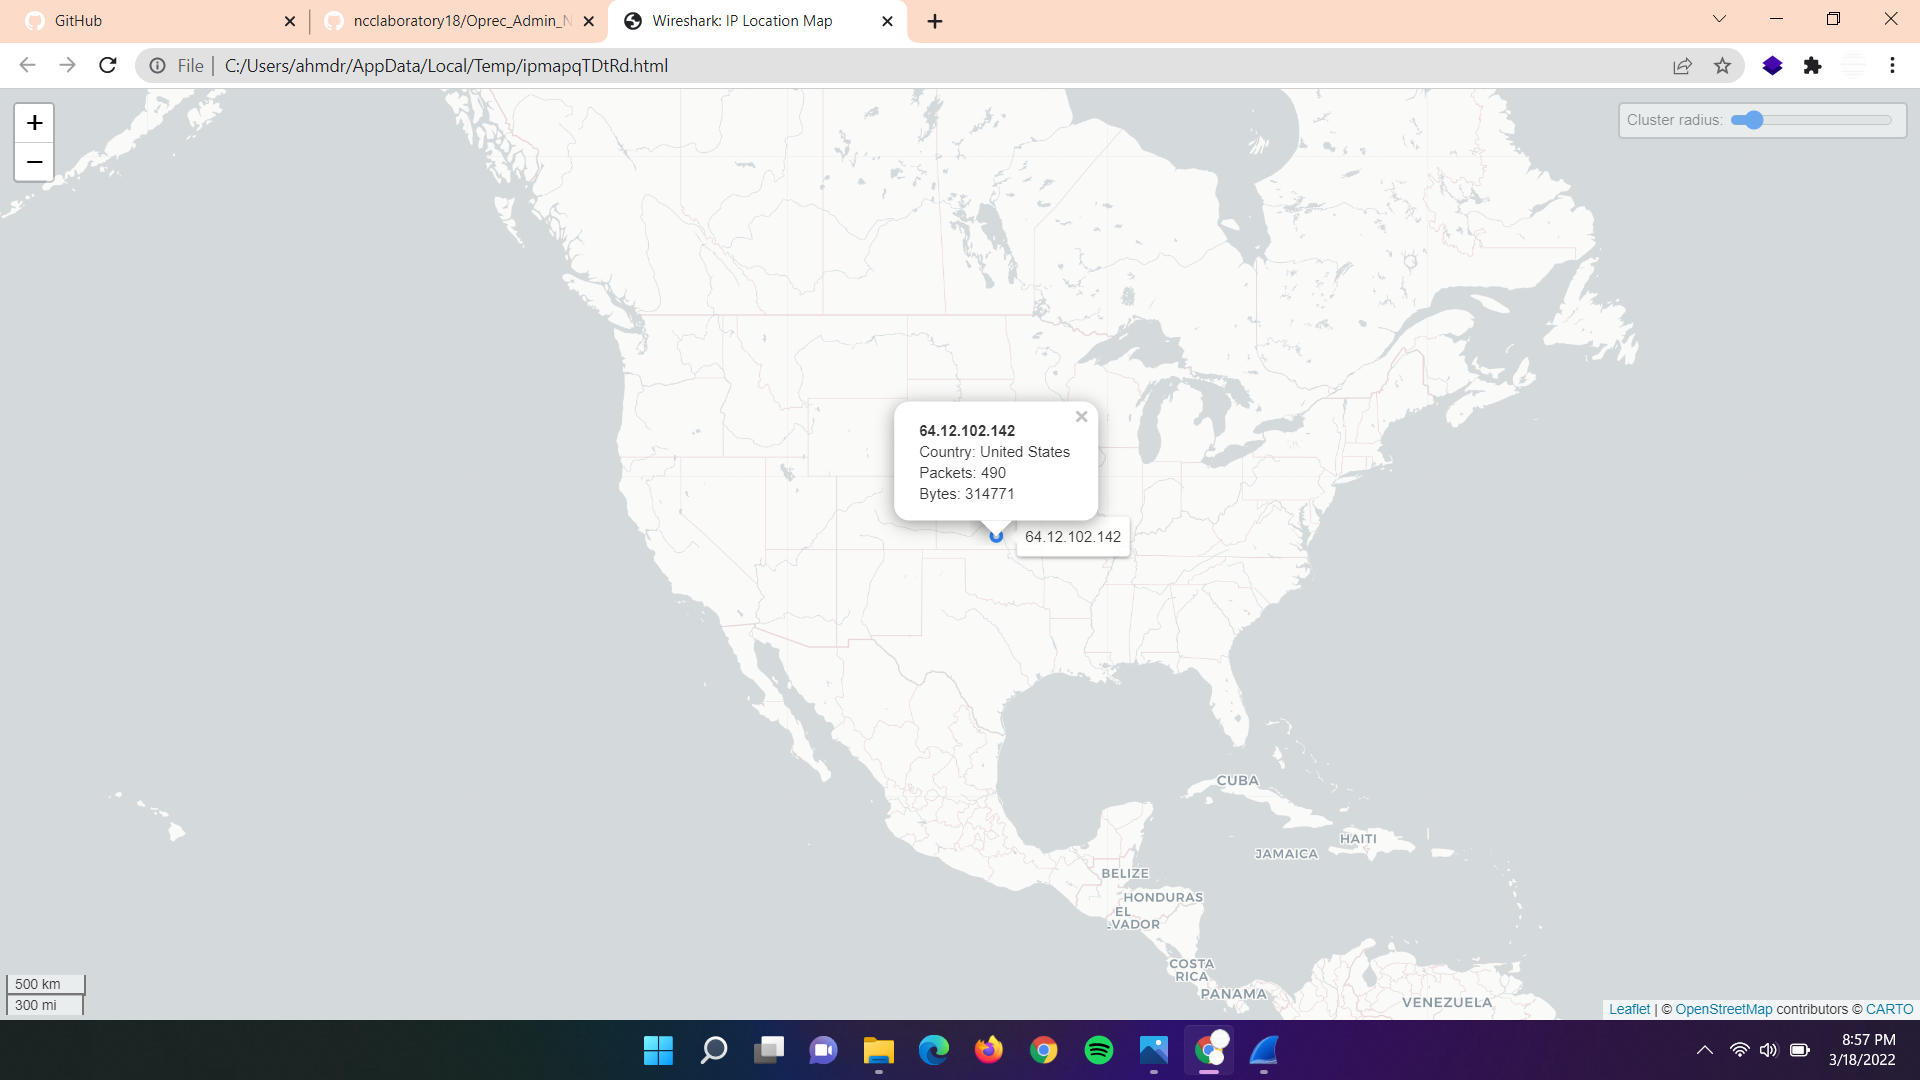 GitHub
ncclaboratory18/Oprec_Admin_N
Wireshark: IP Location Map
File
C:/Users/ahmdr/AppData/Local/Temp/ipmapqTDtRd.html
+
−
Cluster radius:
64.12.102.142
Country: United States
Packets: 490
Bytes: 314771
64.12.102.142
CUBA
HAITI
JAMAICA
BELIZE
HONDURAS
EL
VADOR
COSTA
RICA
PANAMA
VENEZUELA
500 km
300 mi
Leaflet | © OpenStreetMap contributors © CARTO
8:57 PM
3/18/2022